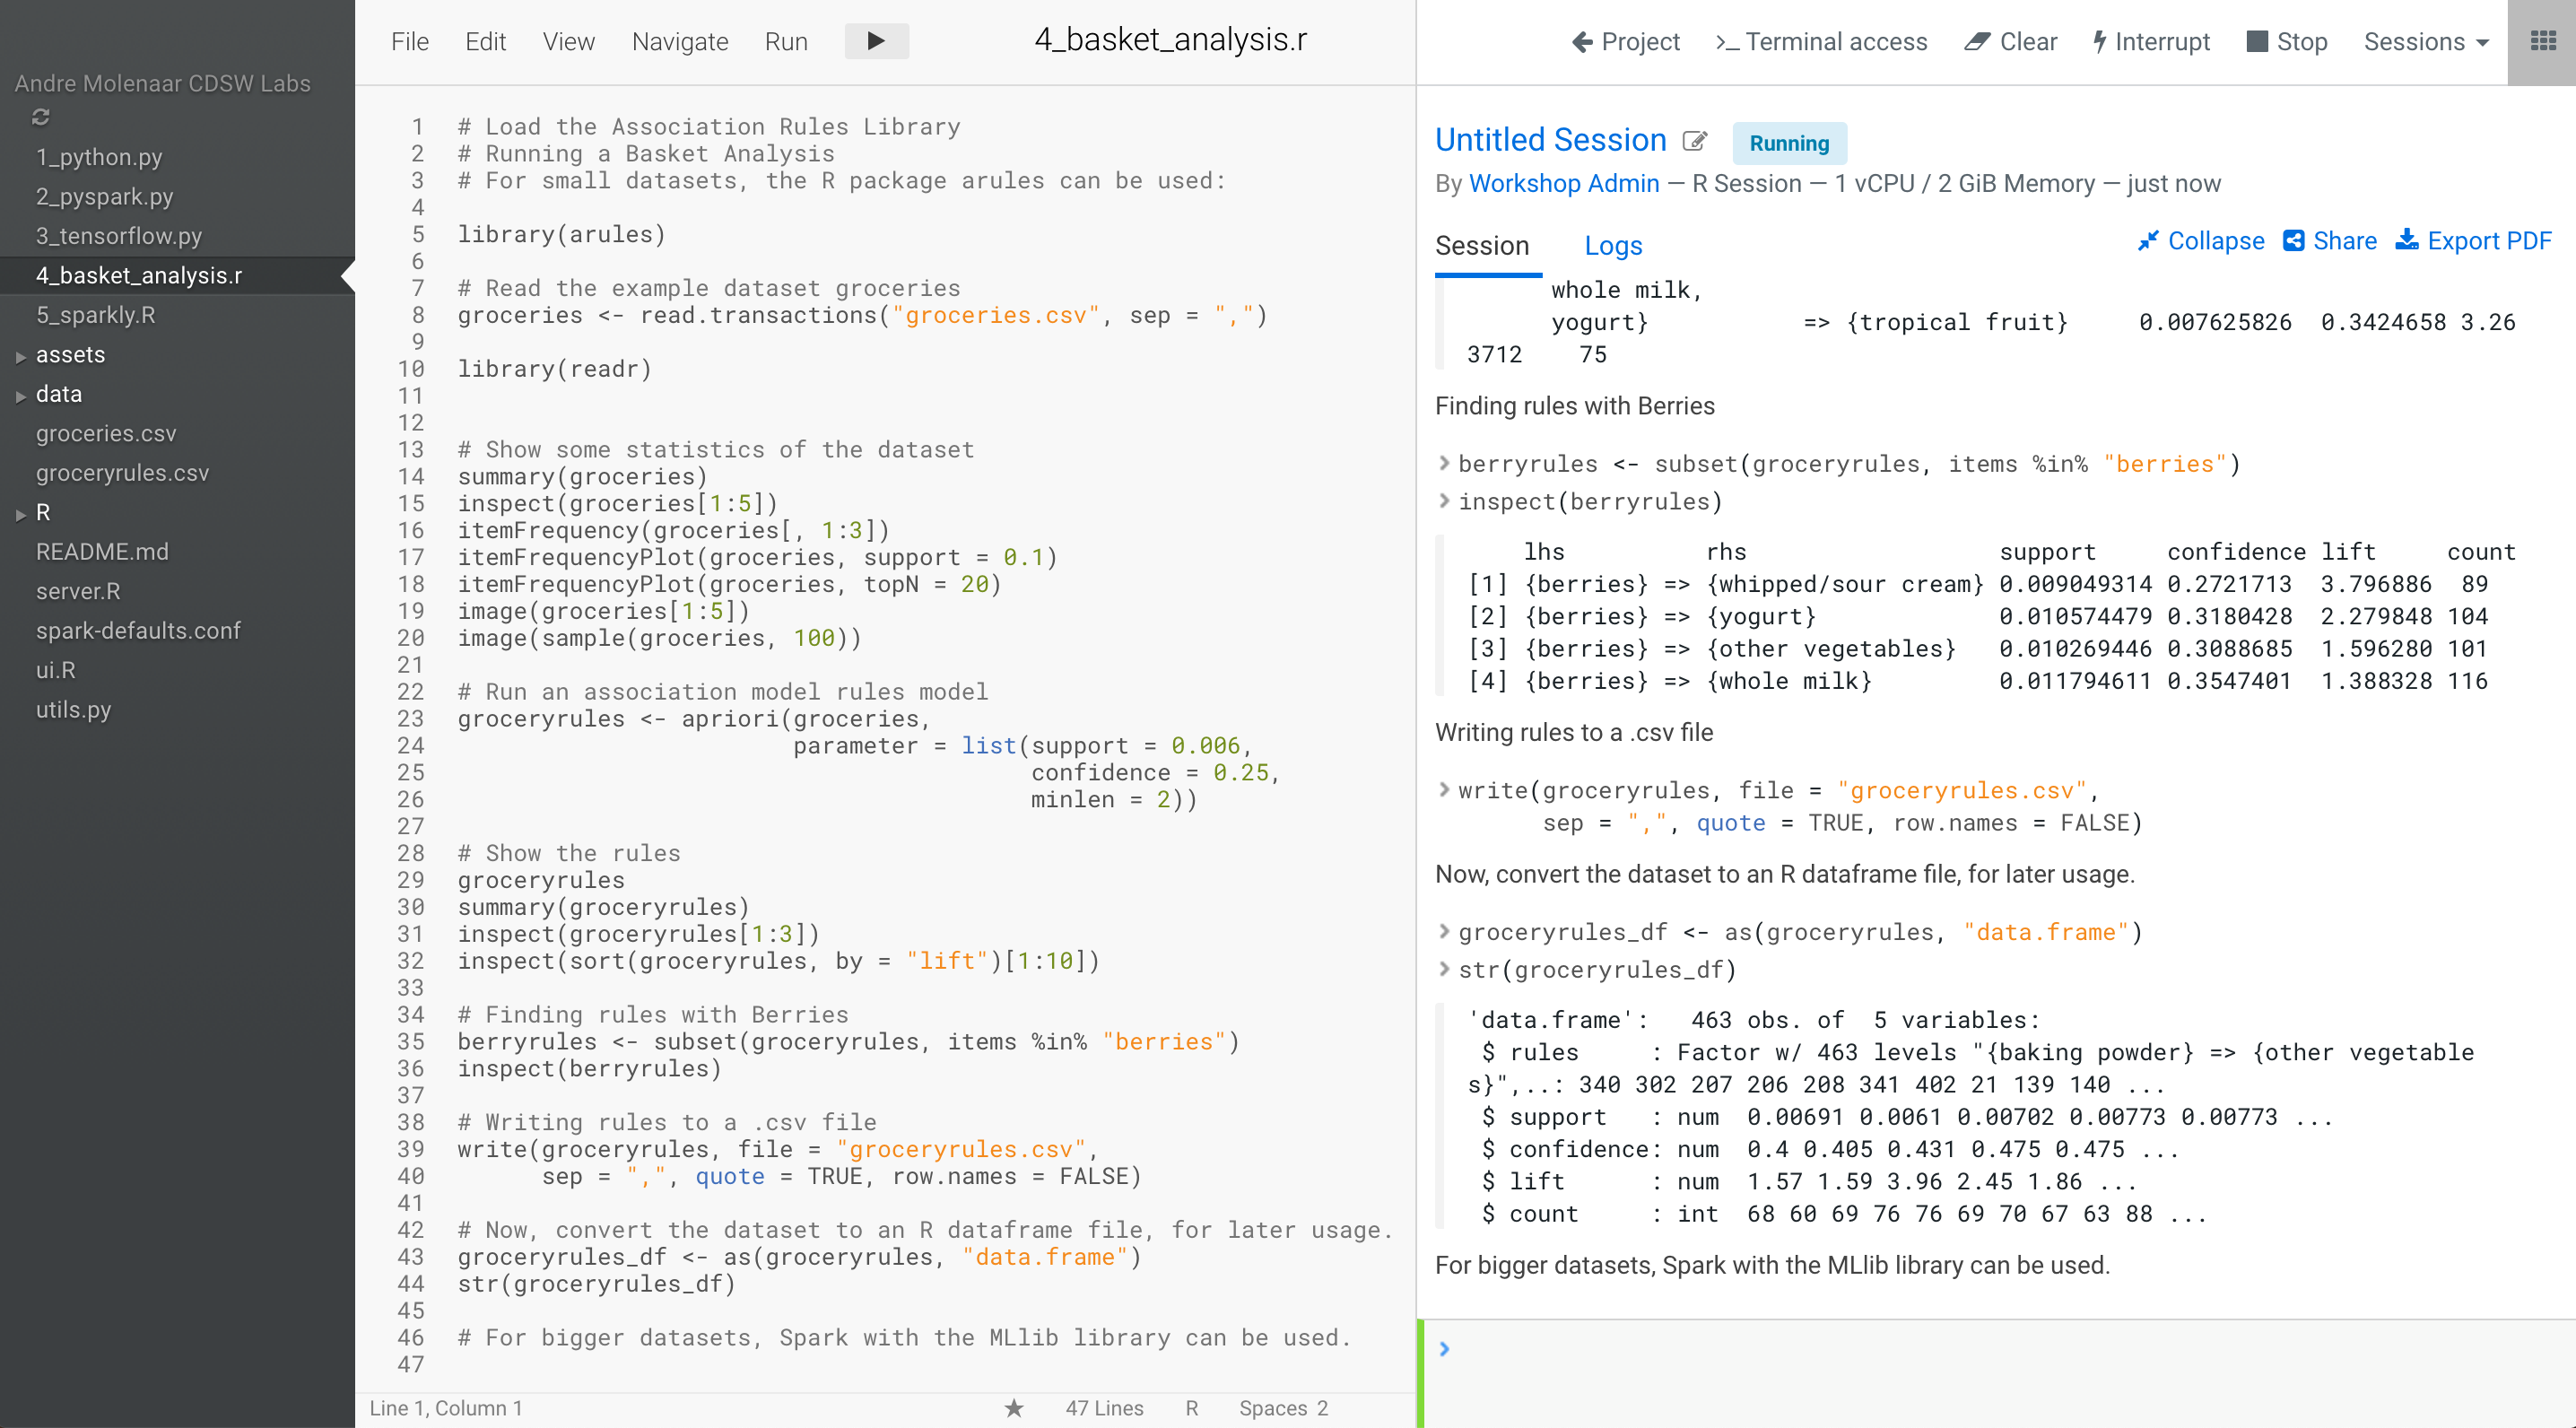 Andre Molenaar CDSW Labs
1_python.py
2_pyspark.py
3_tensorflow.py
4_basket_analysis.r
5_sparkly.R
assets
data
groceries.csv
groceryrules.csv
R
README.md
server.R
spark-defaults.conf
ui.R
utils.py
File Edit View Navigate Run 4_basket_analysis.r
1 # Load the Association Rules Library
2 # Running a Basket Analysis
3 # For small datasets, the R package arules can be used:
4
5 library(arules)
6
7 # Read the example dataset groceries
8 groceries <- read.transactions("groceries.csv", sep = ",")
9
10 library(readr)
11
12
13 # Show some statistics of the dataset
14 summary(groceries)
15 inspect(groceries[1:5])
16 itemFrequency(groceries[, 1:3])
17 itemFrequencyPlot(groceries, support = 0.1)
18 itemFrequencyPlot(groceries, topN = 20)
19 image(groceries[1:5])
20 image(sample(groceries, 100))
21
22 # Run an association model rules model
23 groceryrules <- apriori(groceries,
24 parameter = list(support = 0.006,
25 confidence = 0.25,
26 minlen = 2))
27
28 # Show the rules
29 groceryrules
30 summary(groceryrules)
31 inspect(groceryrules[1:3])
32 inspect(sort(groceryrules, by = "lift")[1:10])
33
34 # Finding rules with Berries
35 berryrules <- subset(groceryrules, items %in% "berries")
36 inspect(berryrules)
37
38 # Writing rules to a .csv file
39 write(groceryrules, file = "groceryrules.csv",
40 sep = ",", quote = TRUE, row.names = FALSE)
41
42 # Now, convert the dataset to an R dataframe file, for later usage.
43 groceryrules_df <- as(groceryrules, "data.frame")
44 str(groceryrules_df)
45
46 # For bigger datasets, Spark with the MLlib library can be used.
47
Line 1, Column 1 ★ 47 Lines R Spaces 2
Project >_ Terminal access Clear Interrupt Stop Sessions
Untitled Session Running
By Workshop Admin — R Session — 1 vCPU / 2 GiB Memory — just now
Session Logs Collapse Share Export PDF
whole milk,
yogurt} => {tropical fruit} 0.007625826 0.3424658 3.26
3712 75
Finding rules with Berries
> berryrules <- subset(groceryrules, items %in% "berries")
> inspect(berryrules)
lhs rhs support confidence lift count
[1] {berries} => {whipped/sour cream} 0.009049314 0.2721713 3.796886 89
[2] {berries} => {yogurt} 0.010574479 0.3180428 2.279848 104
[3] {berries} => {other vegetables} 0.010269446 0.3088685 1.596280 101
[4] {berries} => {whole milk} 0.011794611 0.3547401 1.388328 116
Writing rules to a .csv file
> write(groceryrules, file = "groceryrules.csv",
sep = ",", quote = TRUE, row.names = FALSE)
Now, convert the dataset to an R dataframe file, for later usage.
> groceryrules_df <- as(groceryrules, "data.frame")
> str(groceryrules_df)
'data.frame': 463 obs. of 5 variables:
$ rules : Factor w/ 463 levels "{baking powder} => {other vegetable
s}",..: 340 302 207 206 208 341 402 21 139 140 ...
$ support : num 0.00691 0.0061 0.00702 0.00773 0.00773 ...
$ confidence: num 0.4 0.405 0.431 0.475 0.475 ...
$ lift : num 1.57 1.59 3.96 2.45 1.86 ...
$ count : int 68 60 69 76 76 69 70 67 63 88 ...
For bigger datasets, Spark with the MLlib library can be used.
>